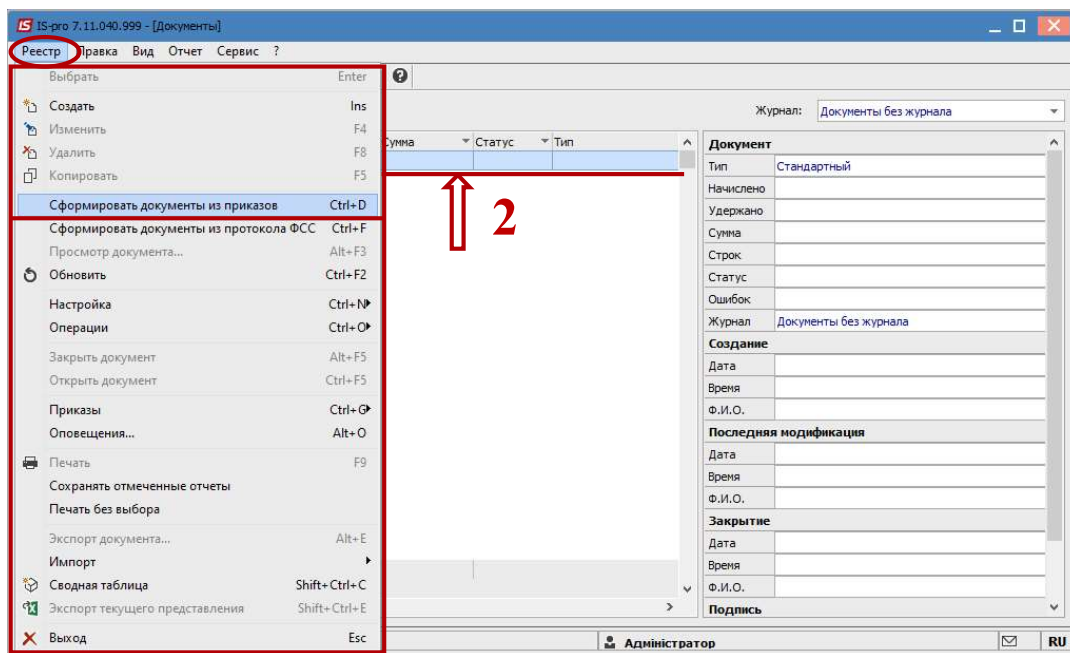 IS-pro 7.11.040.999 - [Документы]
Реестр Правка Вид Отчет Сервис ?
Выбрать Enter
Создать Ins
Журнал: Документы без журнала
Изменить F4
Удалить F8
Копировать F5
Сумма Статус Тип
Документ
Тип Стандартный
Начислено
Сформировать документы из приказов Ctrl+D
Удержано
2
Сформировать документы из протокола ФСС Ctrl+F
Сумма
Просмотр документа... Alt+F3
Строк
Обновить Ctrl+F2
Статус
Ошибок
Настройка Ctrl+N
Журнал Документы без журнала
Операции Ctrl+O
Создание
Закрыть документ Alt+F5
Дата
Открыть документ Ctrl+F5
Время
Приказы Ctrl+G
Ф.И.О.
Оповещения... Alt+O
Последняя модификация
Печать F9
Дата
Сохранять отмеченные отчеты
Время
Печать без выбора
Ф.И.О.
Закрытие
Экспорт документа... Alt+E
Дата
Импорт
Время
Сводная таблица Shift+Ctrl+C
Ф.И.О.
Экспорт текущего представления Shift+Ctrl+E
Подпись
Выход Esc
Адміністратор
RU